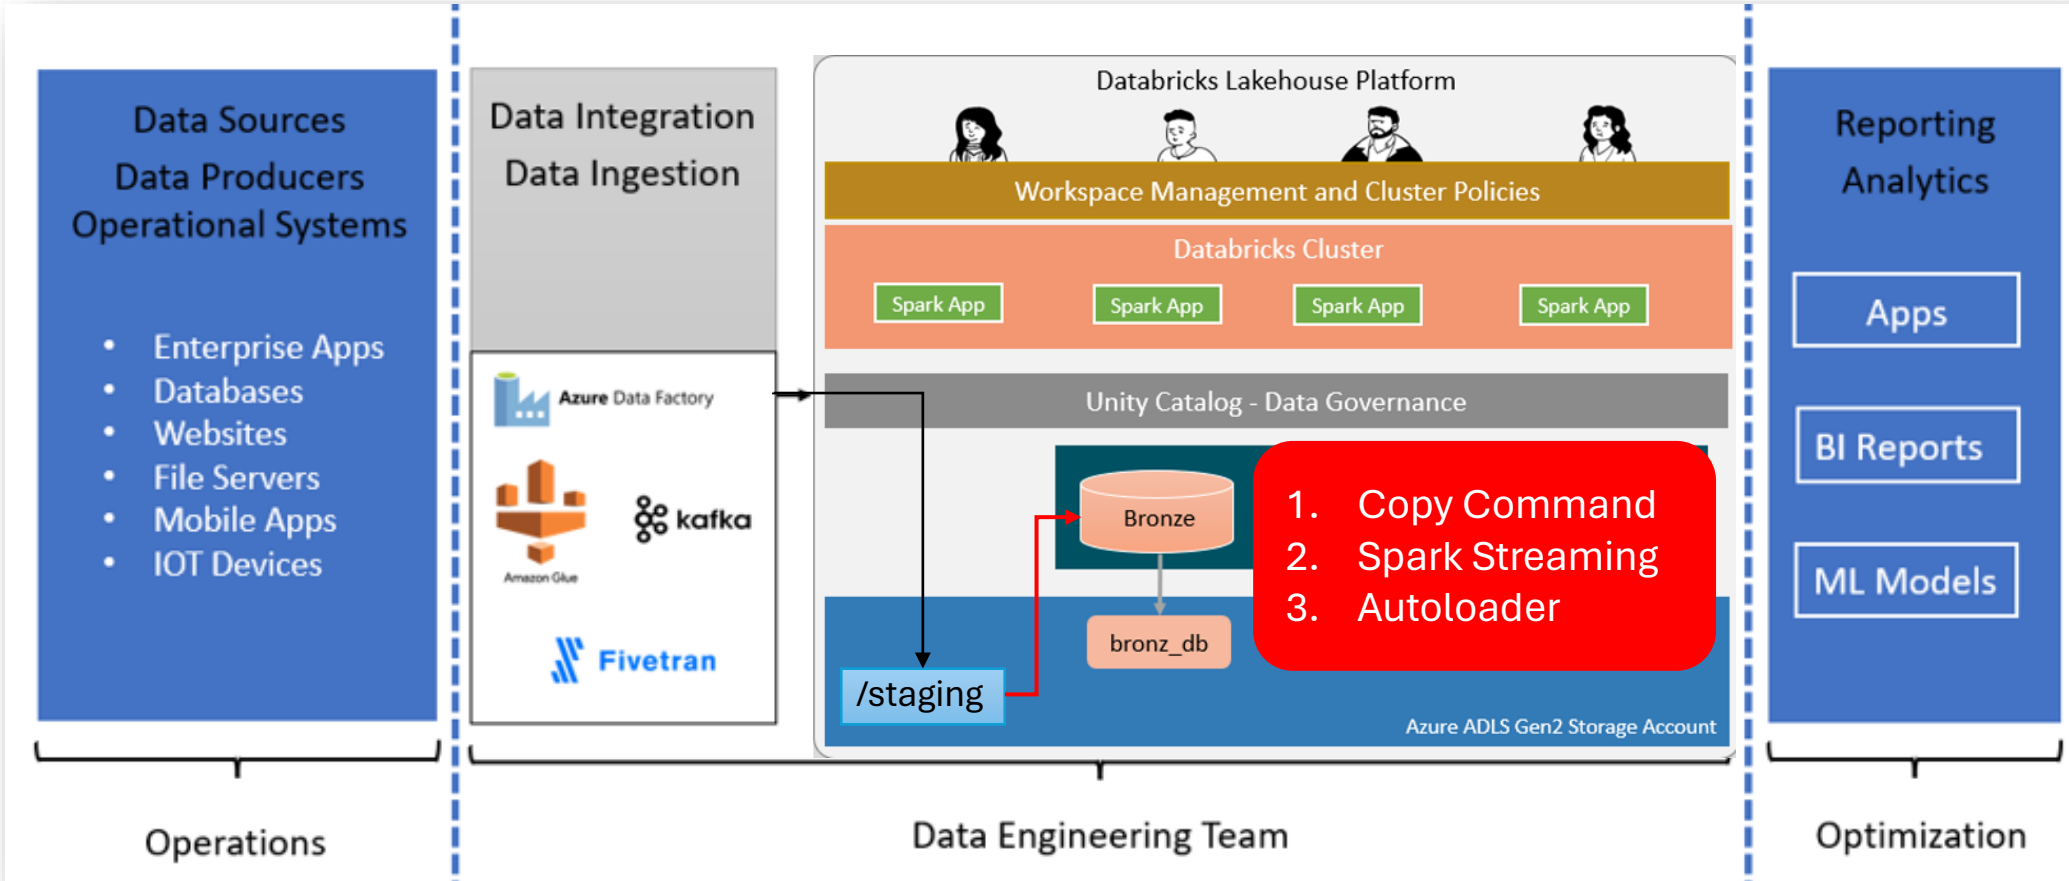 Data Sources
Data Producers
Operational Systems
• Enterprise Apps
• Databases
• Websites
• File Servers
• Mobile Apps
• IOT Devices
Operations
Data Integration
Data Ingestion
Azure Data Factory
Amazon Glue
kafka
Fivetran
Databricks Lakehouse Platform
Workspace Management and Cluster Policies
Databricks Cluster
Spark App
Spark App
Spark App
Spark App
Unity Catalog - Data Governance
Bronze
1. Copy Command
2. Spark Streaming
3. Autoloader
bronz_db
/staging
Azure ADLS Gen2 Storage Account
Data Engineering Team
Reporting
Analytics
Apps
BI Reports
ML Models
Optimization